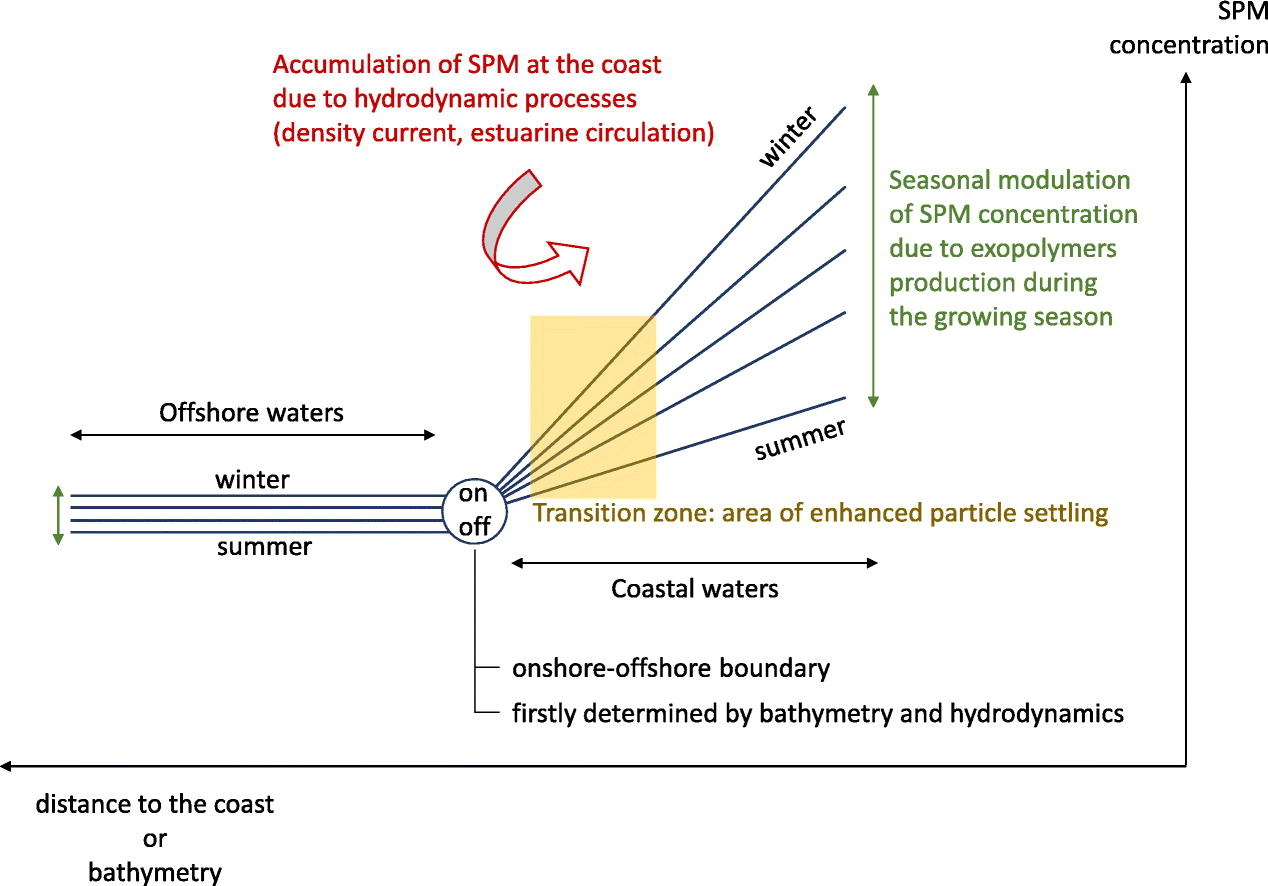 SPM
concentration
Accumulation of SPM at the coast
due to hydrodynamic processes
(density current, estuarine circulation)
winter
Seasonal modulation
of SPM concentration
due to exopolymers
production during
the growing season
Offshore waters
winter
summer
on
off
summer
Transition zone: area of enhanced particle settling
Coastal waters
onshore-offshore boundary
firstly determined by bathymetry and hydrodynamics
distance to the coast
or
bathymetry